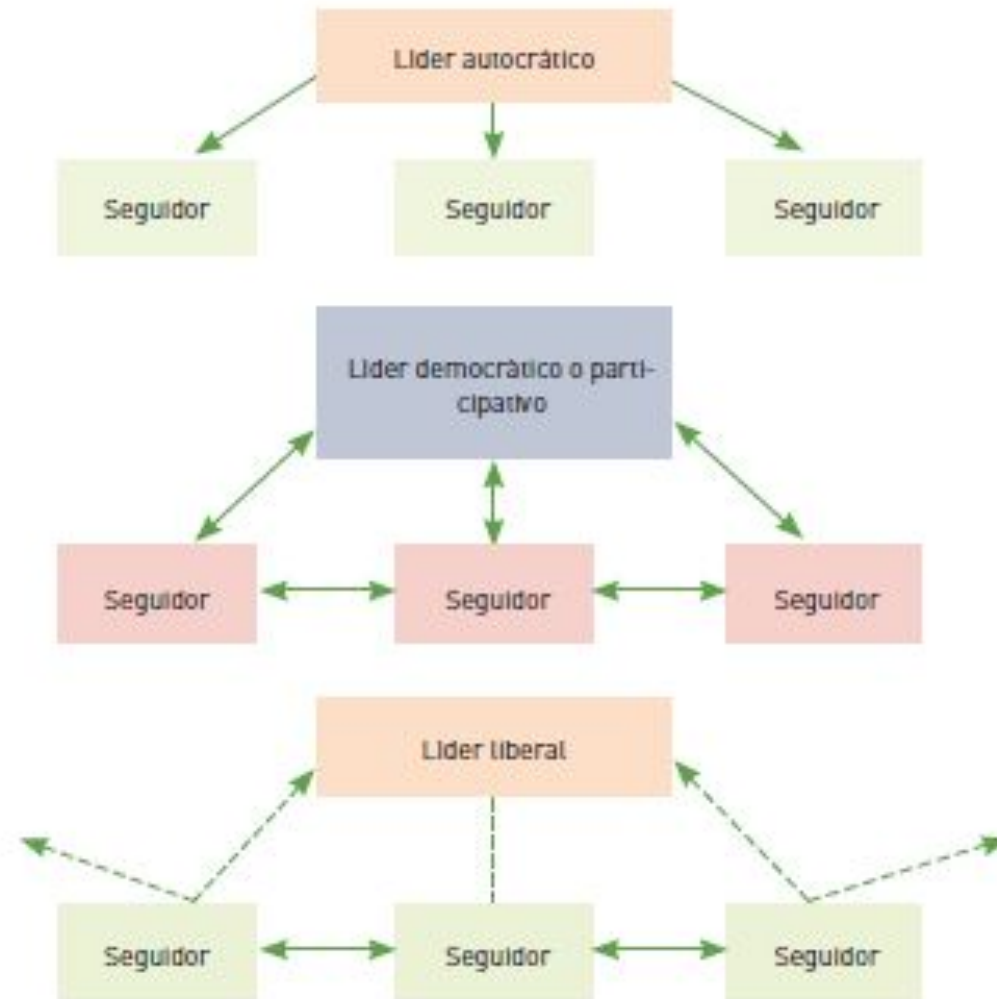 Líder autocrático
Seguidor Seguidor Seguidor
Líder democrático o parti-
cipativo
Seguidor Seguidor Seguidor
Líder liberal
Seguidor Seguidor Seguidor